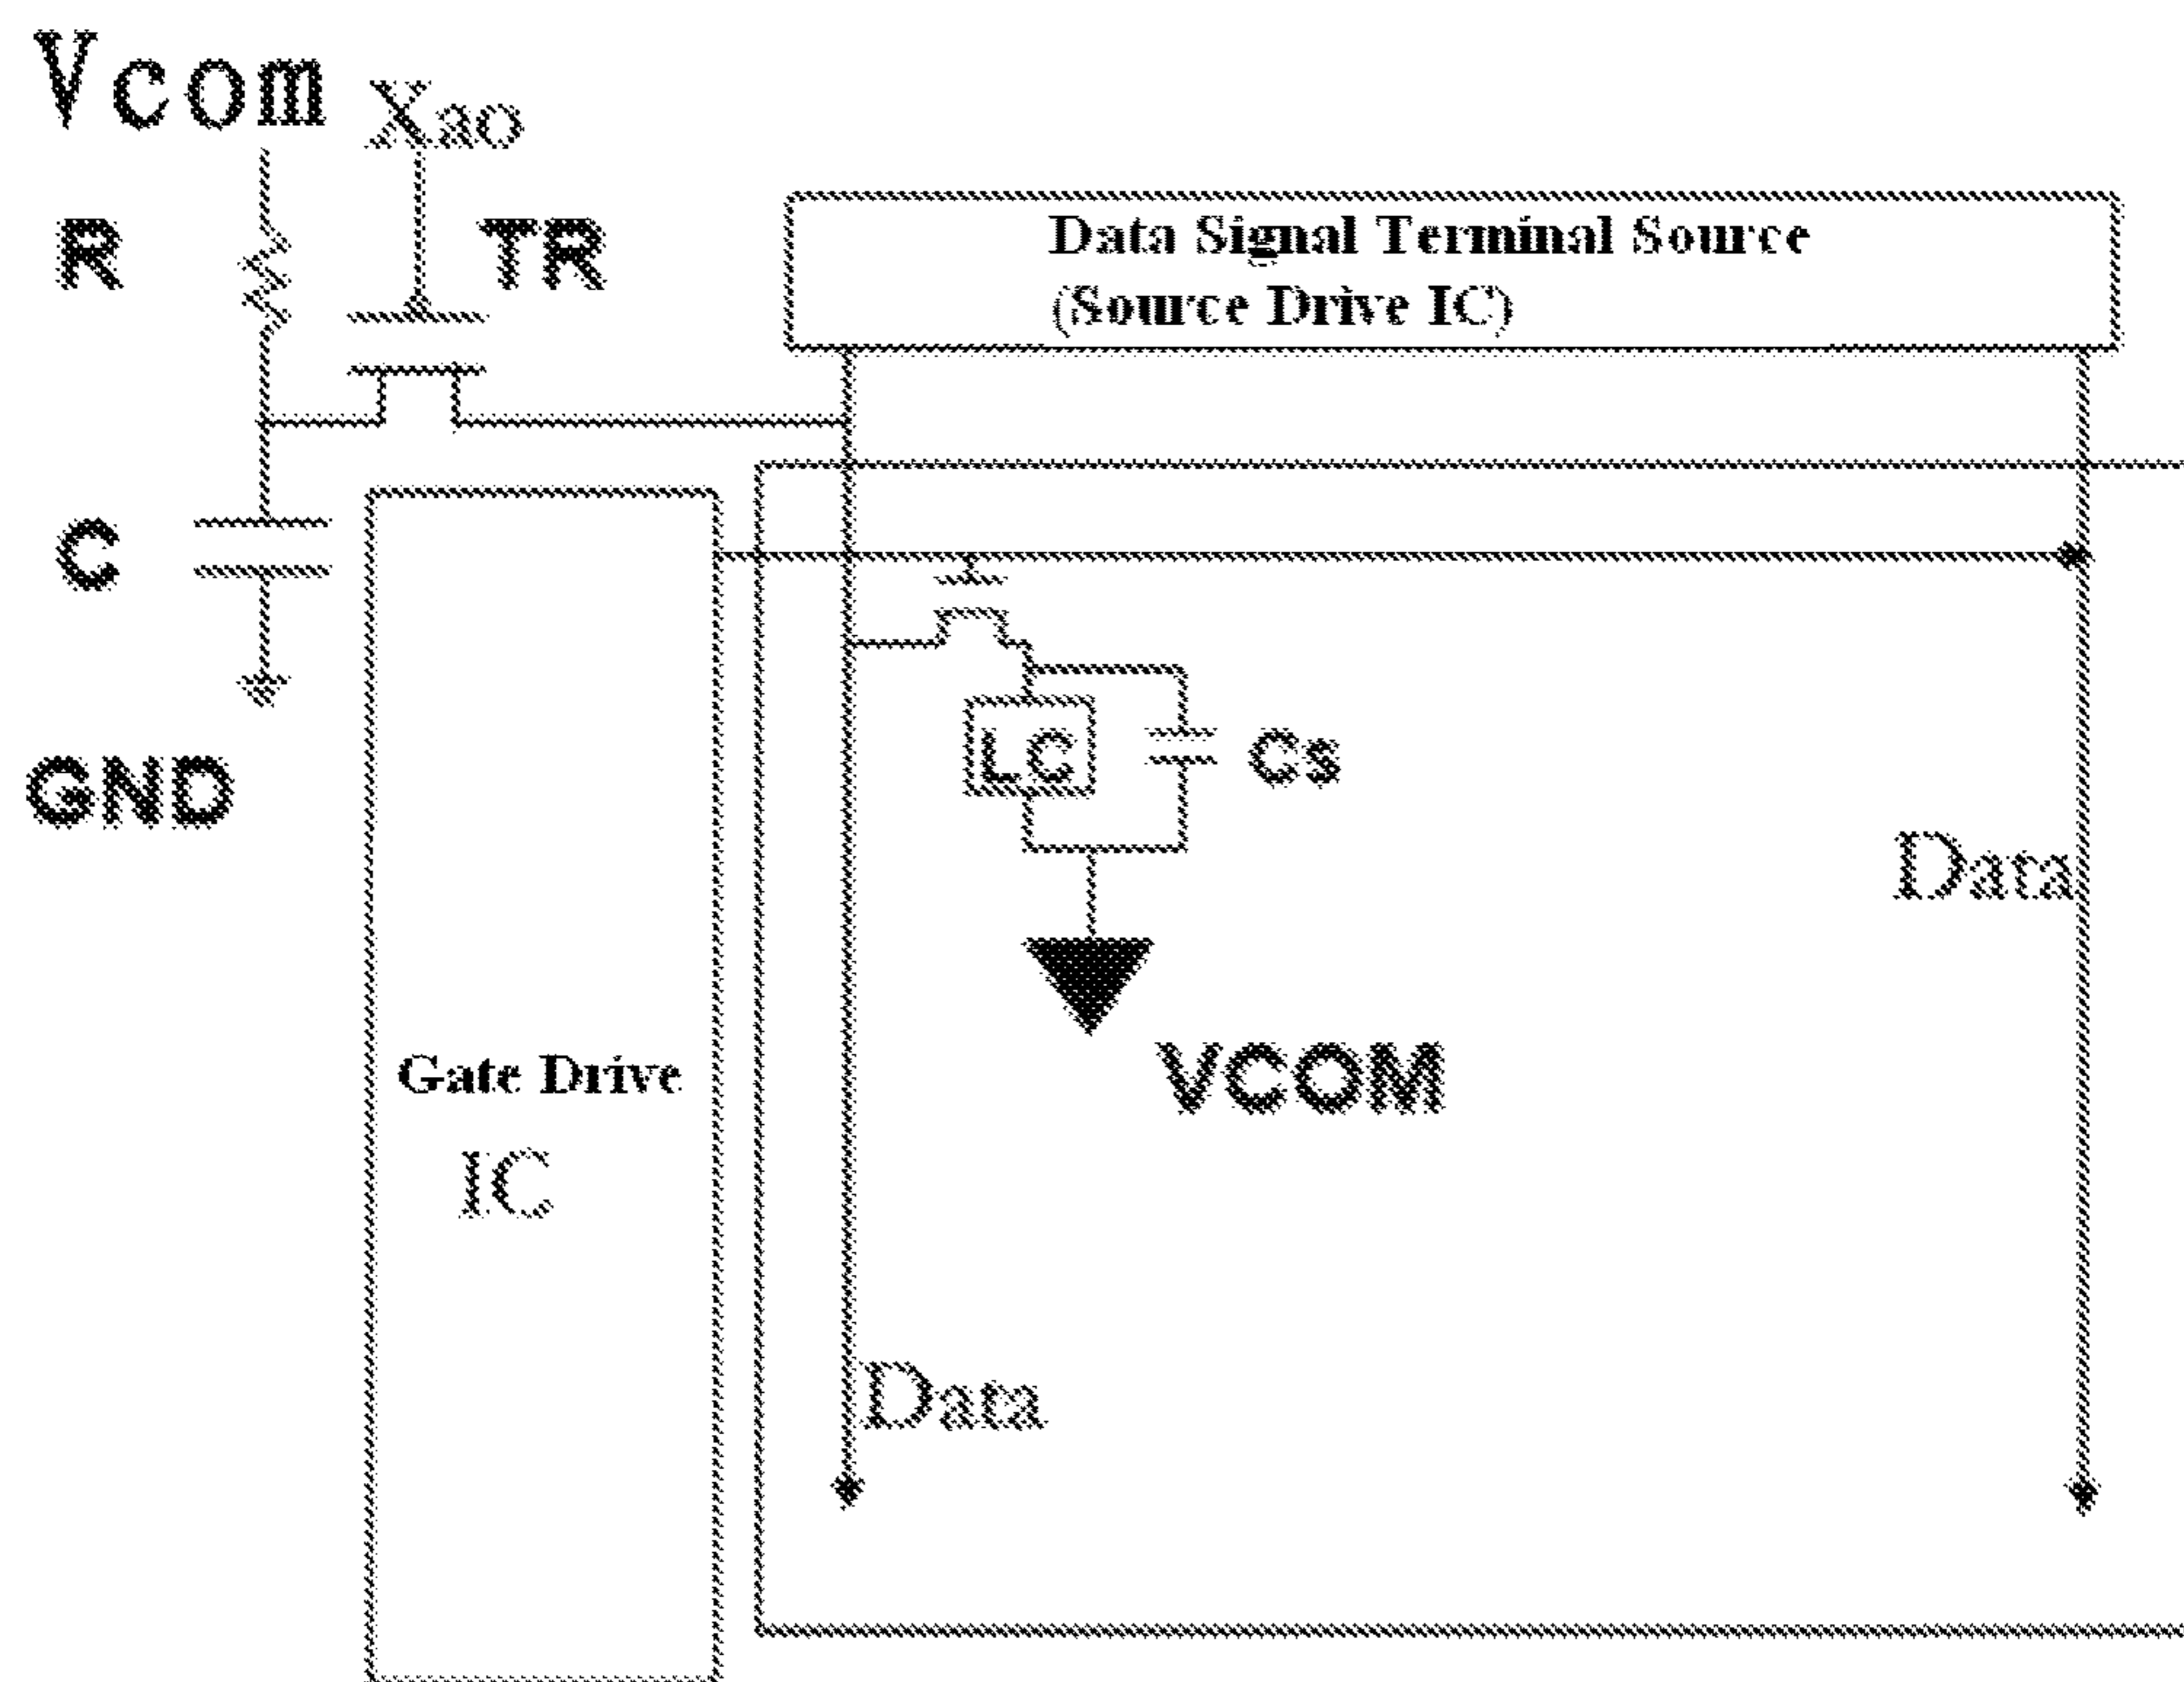 Vcom
Xao
R
TR
Data Signal Terminal Source
(Source Drive IC)
C
GND
LC
Cs
Data
VCOM
Gate Drive
IC
Data